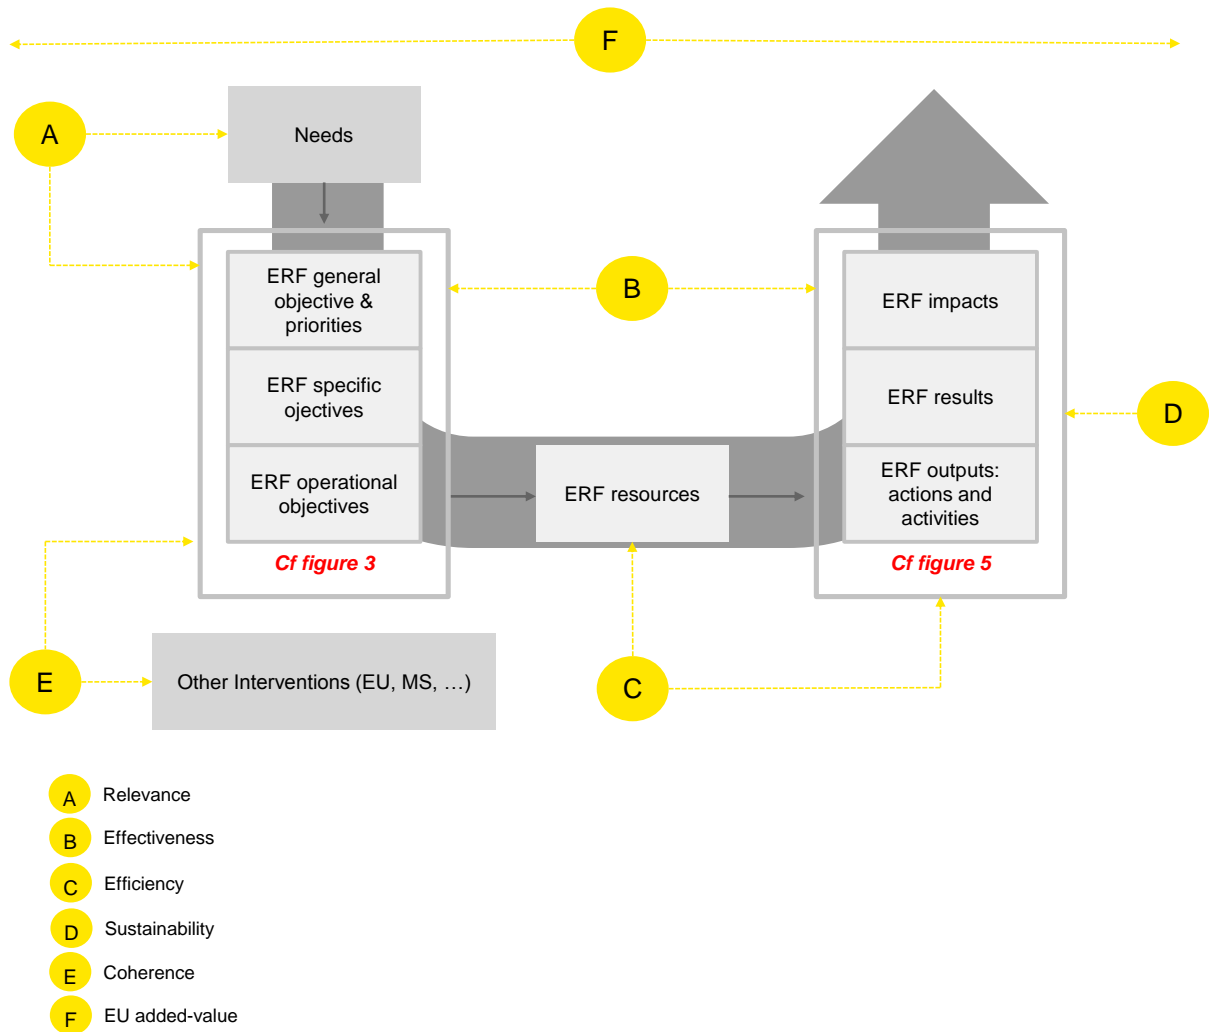 F
A
Needs
ERF general
objective &
priorities
B
ERF impacts
ERF specific
ojectives
ERF results
D
ERF operational
objectives
ERF resources
ERF outputs:
actions and
activities
Cf figure 3
Cf figure 5
E
Other Interventions (EU, MS, …)
C
A Relevance
B Effectiveness
C Efficiency
D Sustainability
E Coherence
F EU added-value